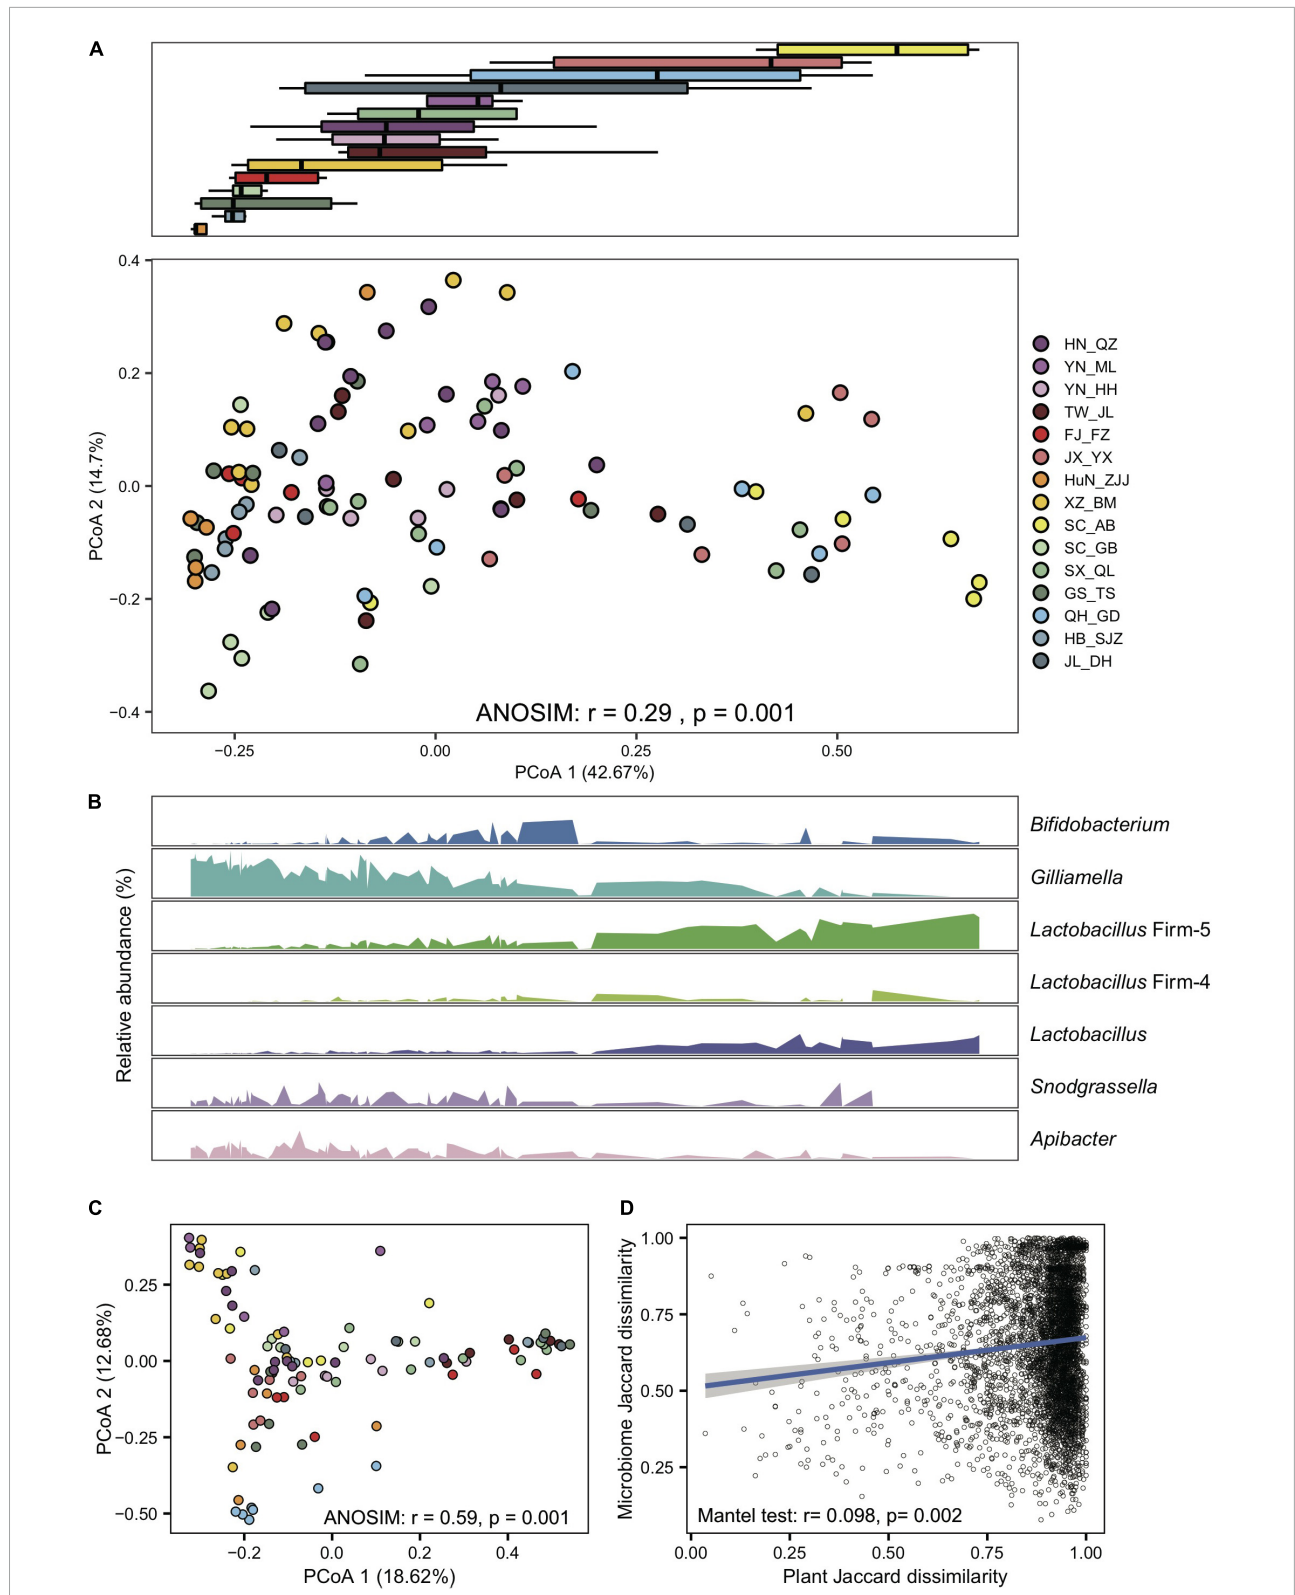 A
0.4
0.2
0.0
−0.2
−0.4
PCoA 2 (14.7%)
ANOSIM: r = 0.29 , p = 0.001
−0.25
0.00
0.25
0.50
PCoA 1 (42.67%)
HN_QZ
YN_ML
YN_HH
TW_JL
FJ_FZ
JX_YX
HuN_ZJJ
XZ_BM
SC_AB
SC_GB
SX_QL
GS_TS
QH_GD
HB_SJZ
JL_DH
B
Relative abundance (%)
Bifidobacterium
Gilliamella
Lactobacillus Firm-5
Lactobacillus Firm-4
Lactobacillus
Snodgrassella
Apibacter
C
0.25
0.00
−0.25
−0.50
PCoA 2 (12.68%)
ANOSIM: r = 0.59, p = 0.001
−0.2
0.0
0.2
0.4
PCoA 1 (18.62%)
D
1.00
0.75
0.50
0.25
Microbiome Jaccard dissimilarity
Mantel test: r= 0.098, p= 0.002
0.00
0.25
0.50
0.75
1.00
Plant Jaccard dissimilarity